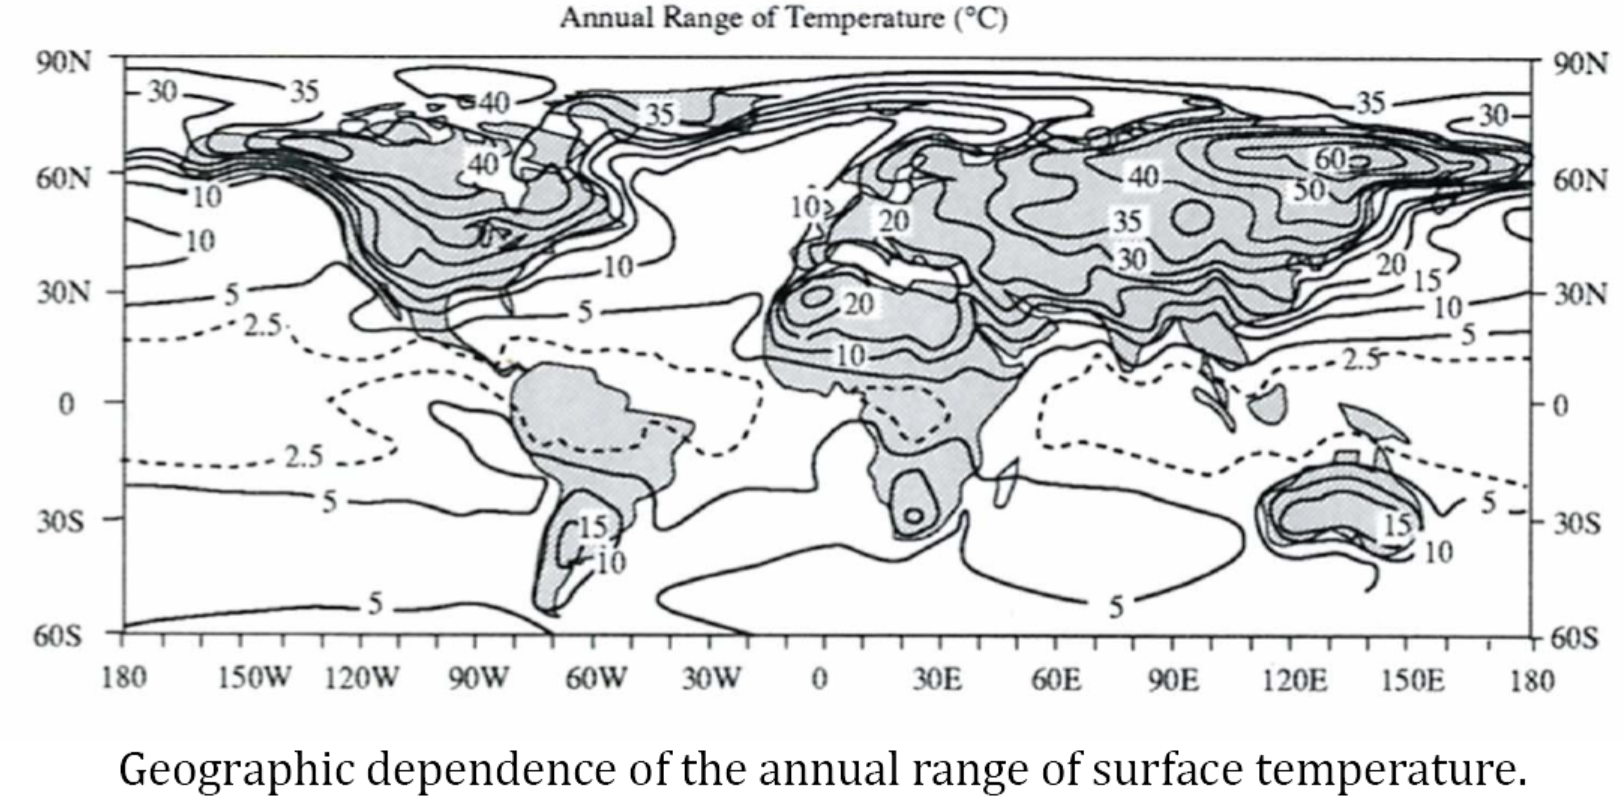 Annual Range of Temperature (°C)
90N 90N
30 35 40 35 35 30
40 60
60N 40 50 60N
10 10 20
10 35
10 30 20 15
30N 5 5 20 10 30N
2.5 10 5
2.5
0 0
2.5
5 5
30S 15 15 30S
10 10
5 5
60S 60S
180 150W 120W 90W 60W 30W 0 30E 60E 90E 120E 150E 180
Geographic dependence of the annual range of surface temperature.